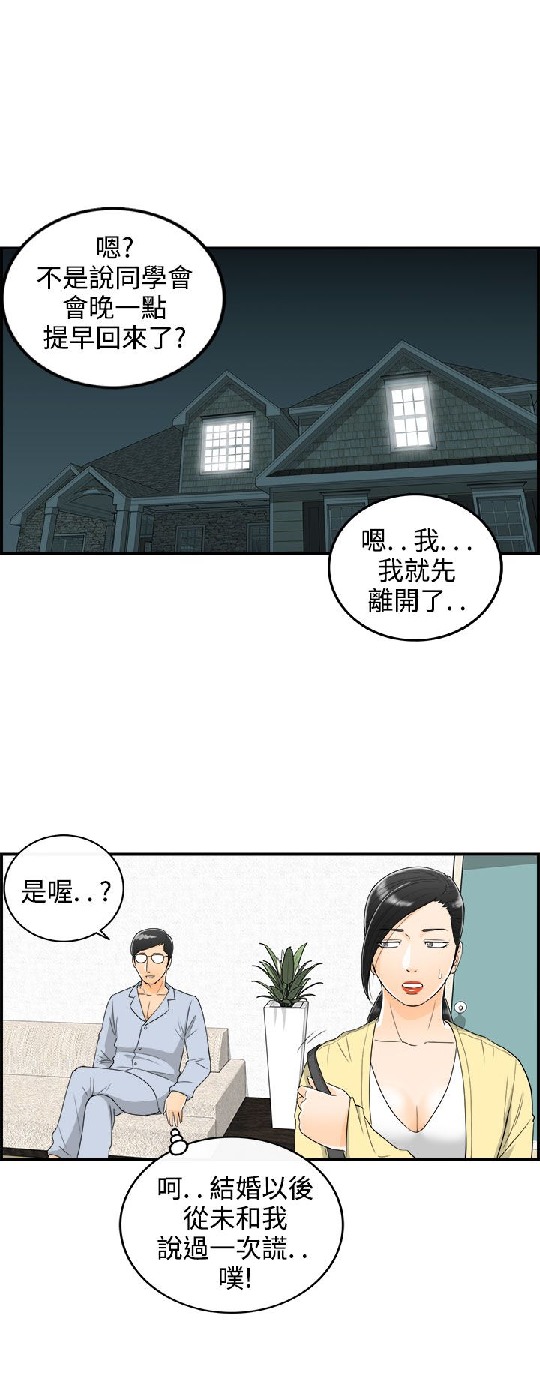 嗯?
不是說同學會
會晚一點
提早回來了?
嗯..我...
我就先
離開了..
是喔..?
呵..結婚以後
從未和我
說過一次謊..
噗!